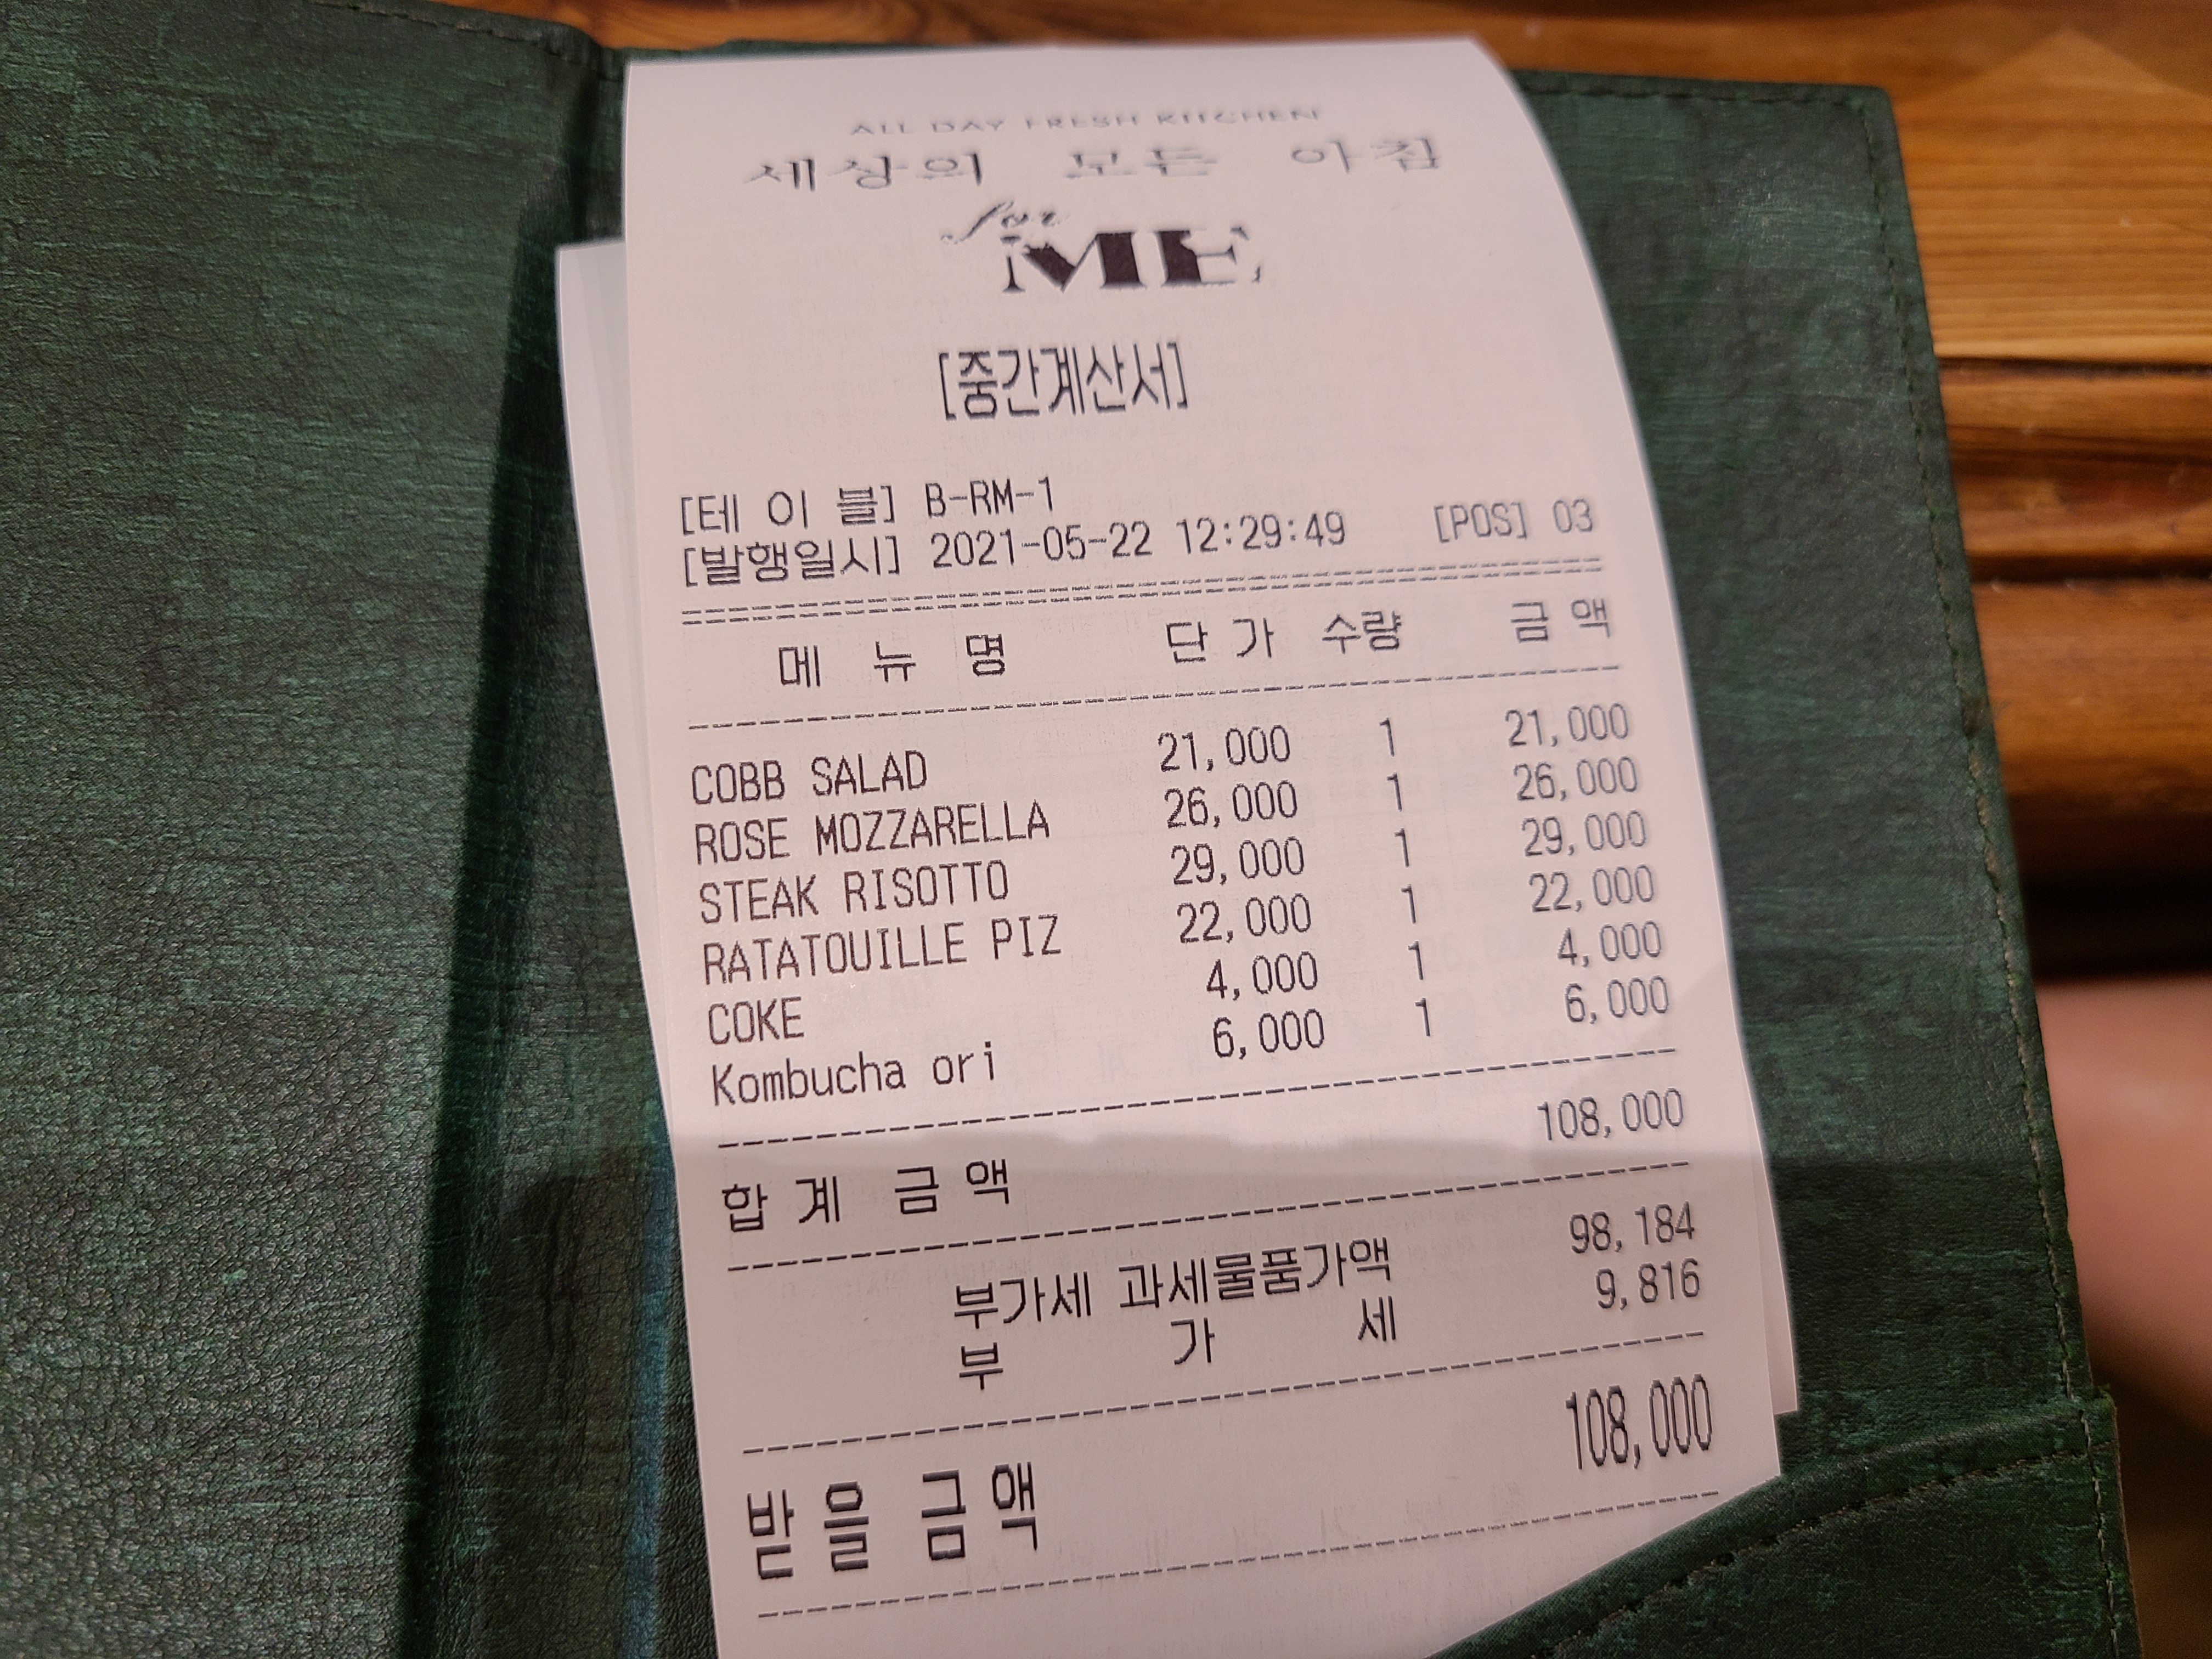 ALL DAY FRESH KITCHEN
세상의 모든 아침
for
ME,
[중간계산서]
[테 이 블] B-RM-1
[발행일시] 2021-05-22 12:29:49 [POS] 03
메 뉴 명 단 가 수량 금 액
COBB SALAD 21,000 1 21,000
ROSE MOZZARELLA 26,000 1 26,000
STEAK RISOTTO 29,000 1 29,000
RATATOUILLE PIZ 22,000 1 22,000
COKE 4,000 1 4,000
Kombucha ori 6,000 1 6,000
합 계 금 액 108,000
부가세 과세물품가액 98,184
부 가 세 9,816
받 을 금 액 108,000